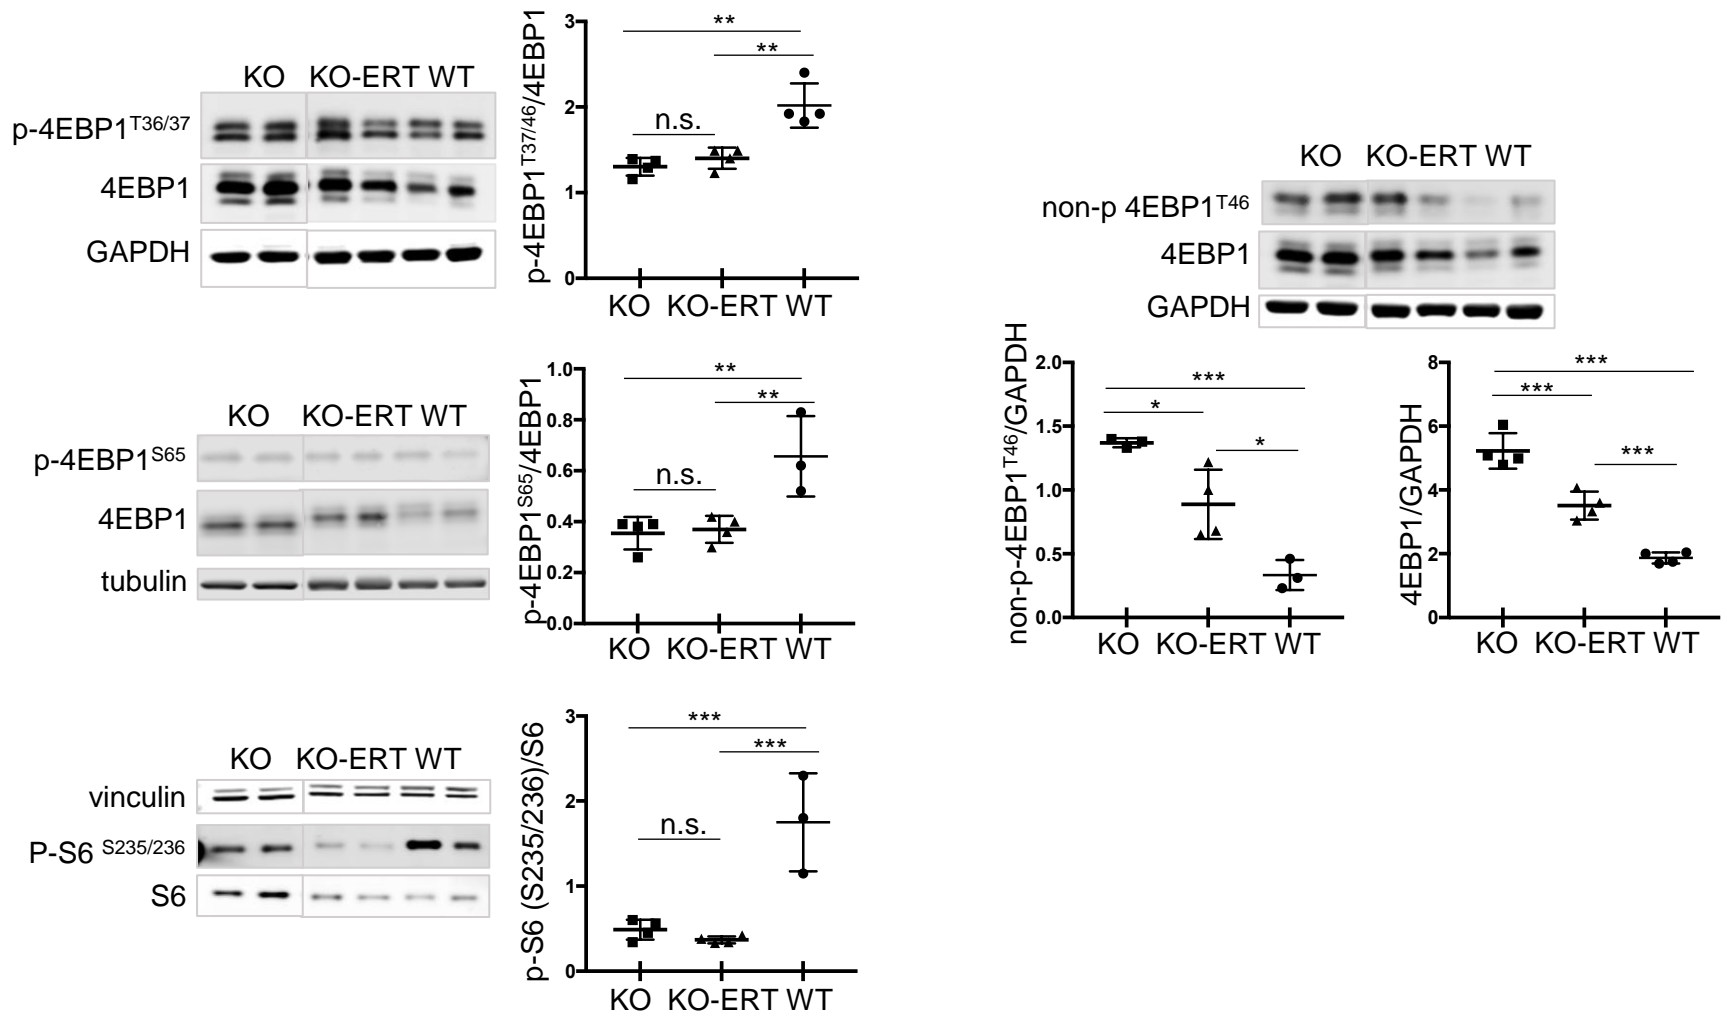 KO KO-ERT WT
p-4EBP1T36/37
4EBP1
GAPDH
p-4EBP1T37/46/4EBP1
3
2
1
0
**
**
n.s.
KO KO-ERT WT
KO KO-ERT WT
p-4EBP1S65
4EBP1
tubulin
p-4EBP1S65/4EBP1
1.0
0.8
0.6
0.4
0.2
0.0
**
**
n.s.
KO KO-ERT WT
KO KO-ERT WT
vinculin
P-S6 S235/236
S6
p-S6 (S235/236)/S6
3
2
1
0
***
***
n.s.
KO KO-ERT WT
KO KO-ERT WT
non-p 4EBP1T46
4EBP1
GAPDH
non-p-4EBP1T46/GAPDH
2.0
1.5
1.0
0.5
0.0
***
*
*
KO KO-ERT WT
4EBP1/GAPDH
8
6
4
2
0
***
***
***
KO KO-ERT WT